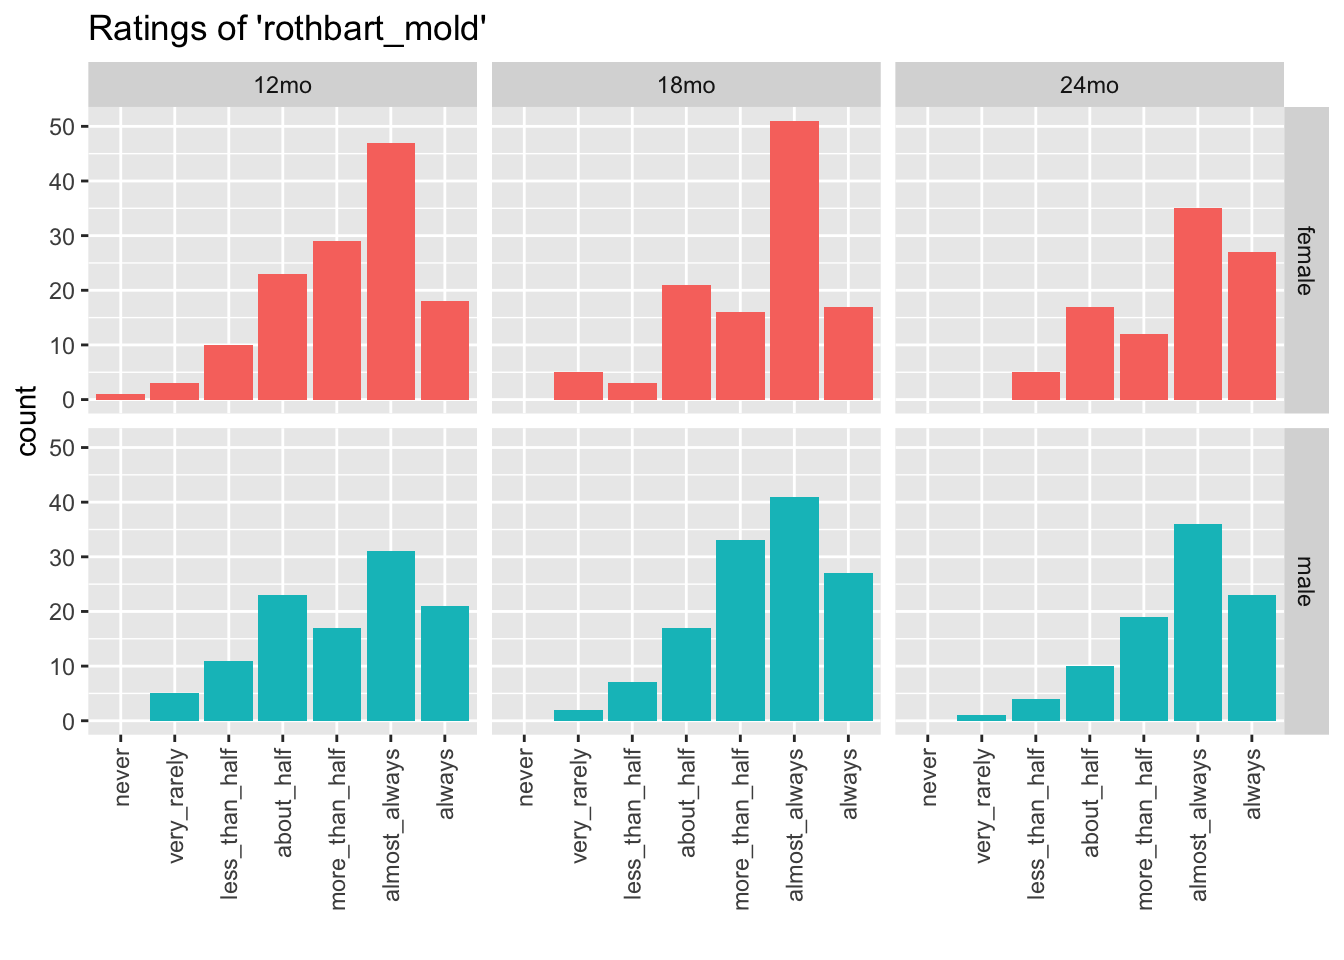 Ratings of 'rothbart_mold'
12mo 18mo 24mo
50
40
30
20
10
0
female
count
50
40
30
20
10
0
male
never very_rarely less_than_half about_half more_than_half almost_always always
never very_rarely less_than_half about_half more_than_half almost_always always
never very_rarely less_than_half about_half more_than_half almost_always always